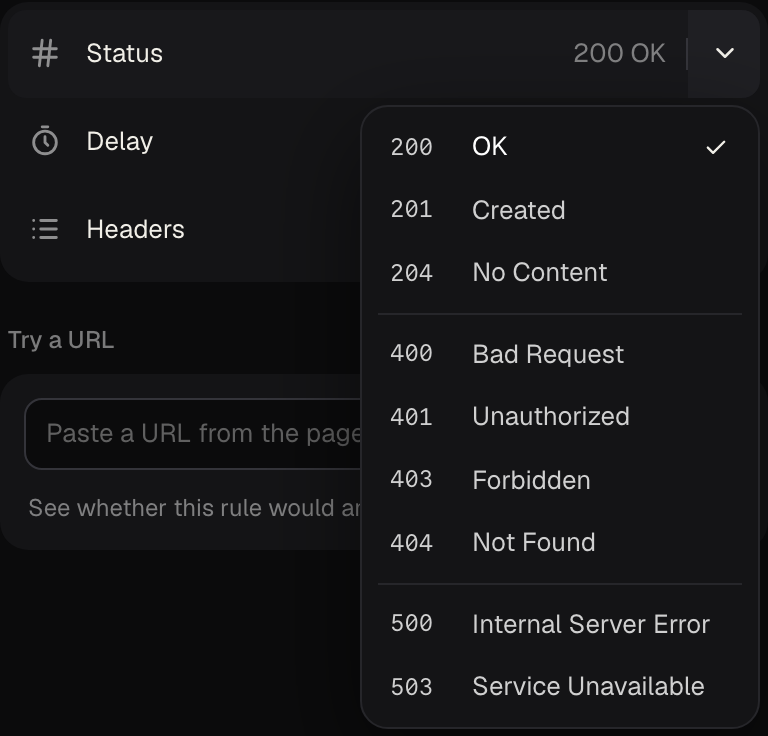 Status 200 OK
Delay
Headers
Try a URL
Paste a URL from the page
See whether this rule would
200 OK
201 Created
204 No Content
400 Bad Request
401 Unauthorized
403 Forbidden
404 Not Found
500 Internal Server Error
503 Service Unavailable